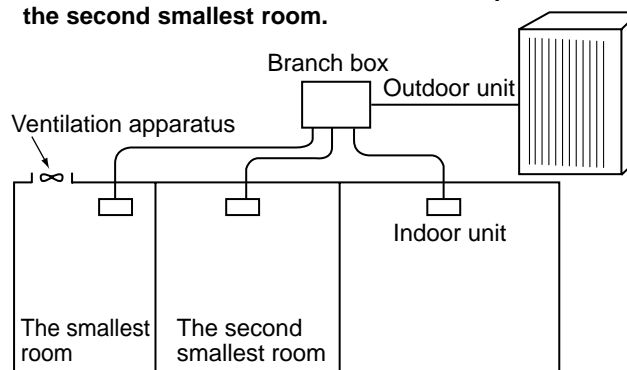 the second smallest room.
Branch box
Outdoor unit
Ventilation apparatus
Indoor unit
The smallest
room
The second
smallest room